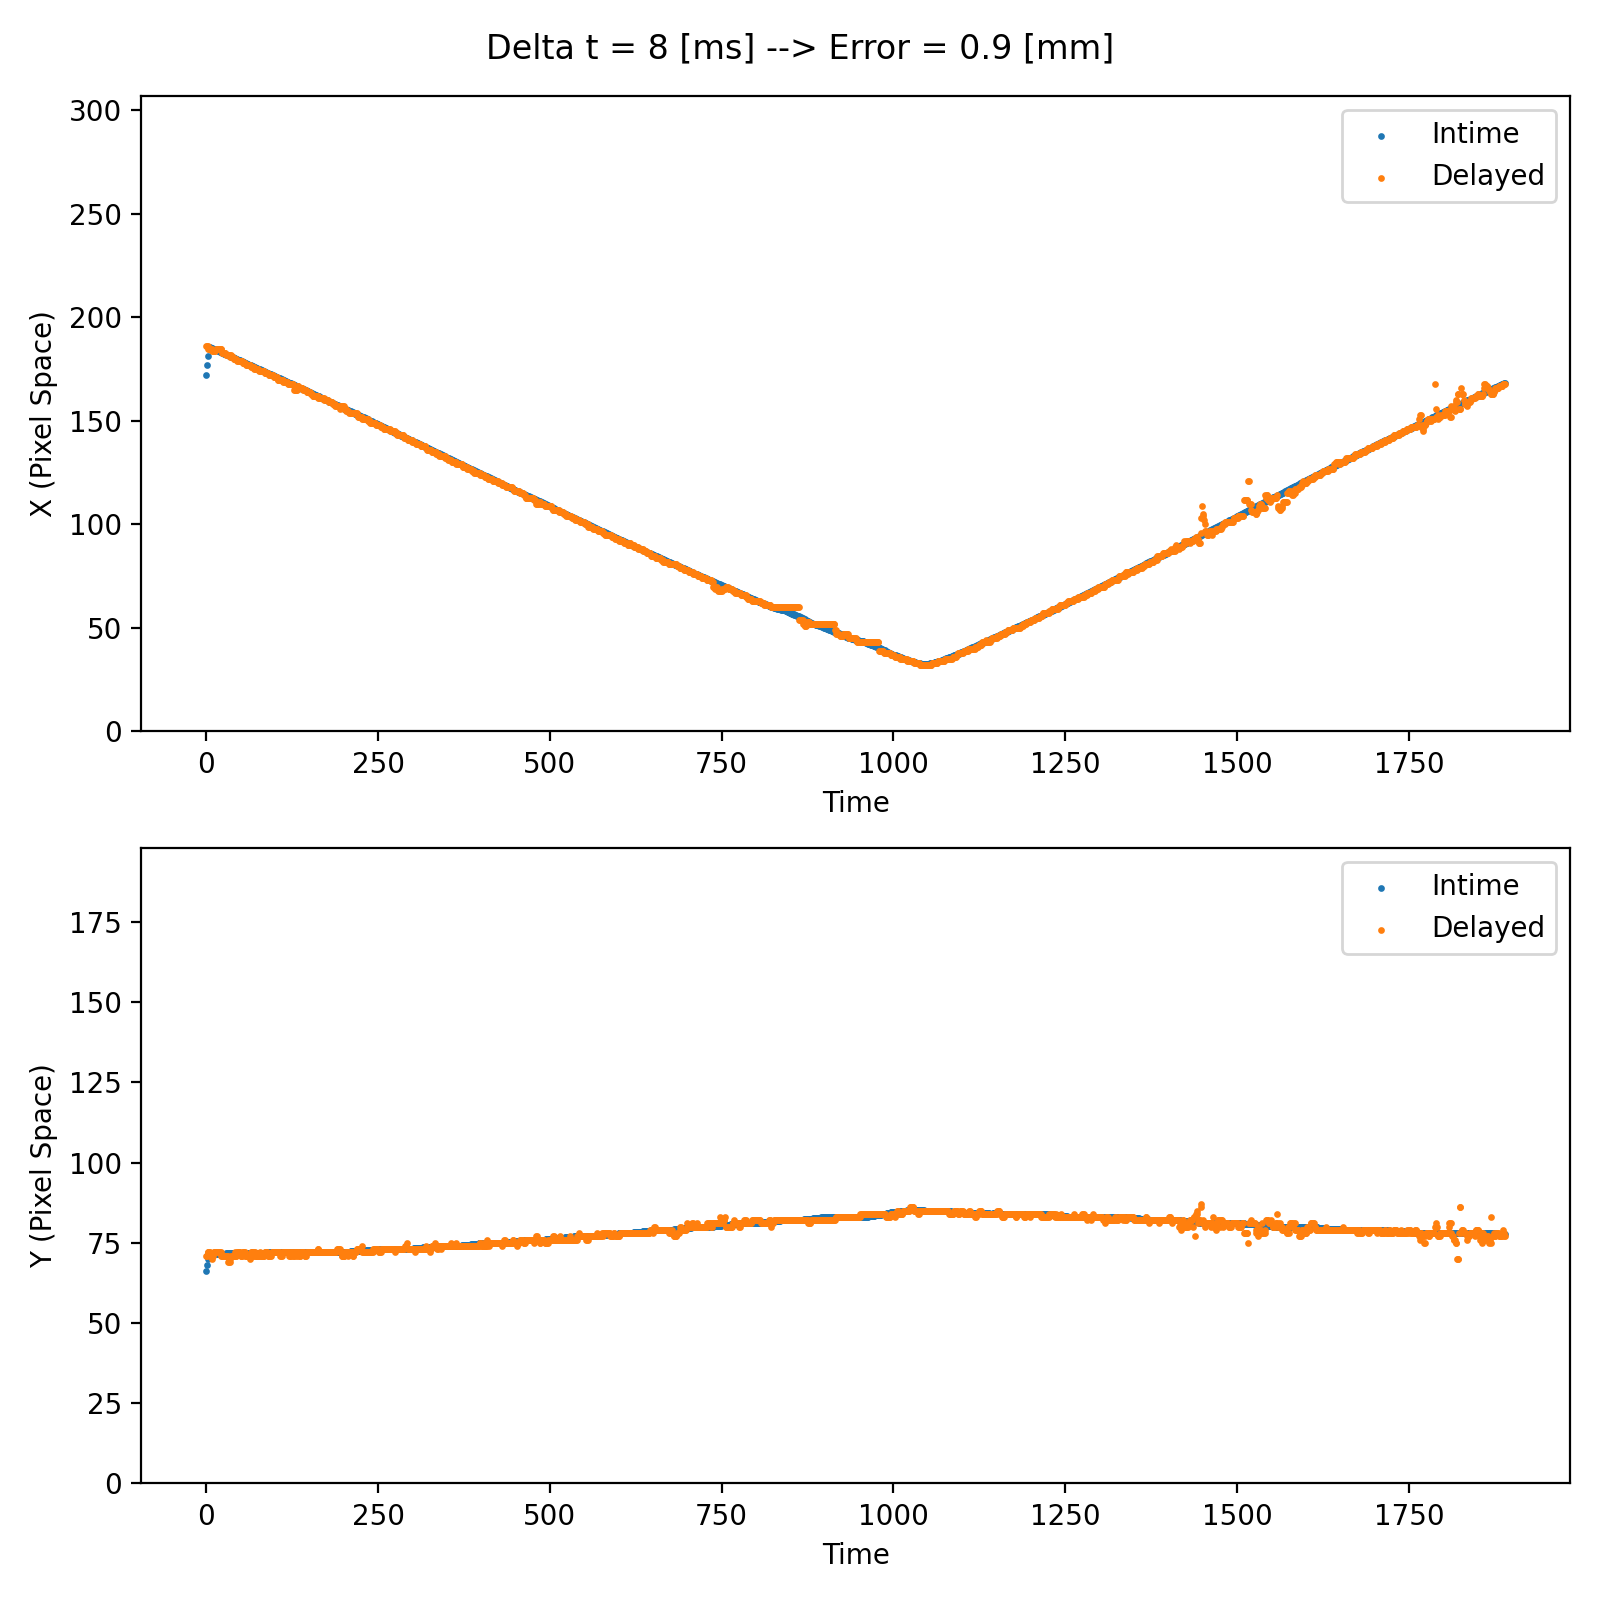 Delta t = 8 [ms] --> Error = 0.9 [mm]
300
250
200
150
100
50
0
X (Pixel Space)
Intime
Delayed
0 250 500 750 1000 1250 1500 1750
Time
175
150
125
100
75
50
25
0
Y (Pixel Space)
Intime
Delayed
0 250 500 750 1000 1250 1500 1750
Time